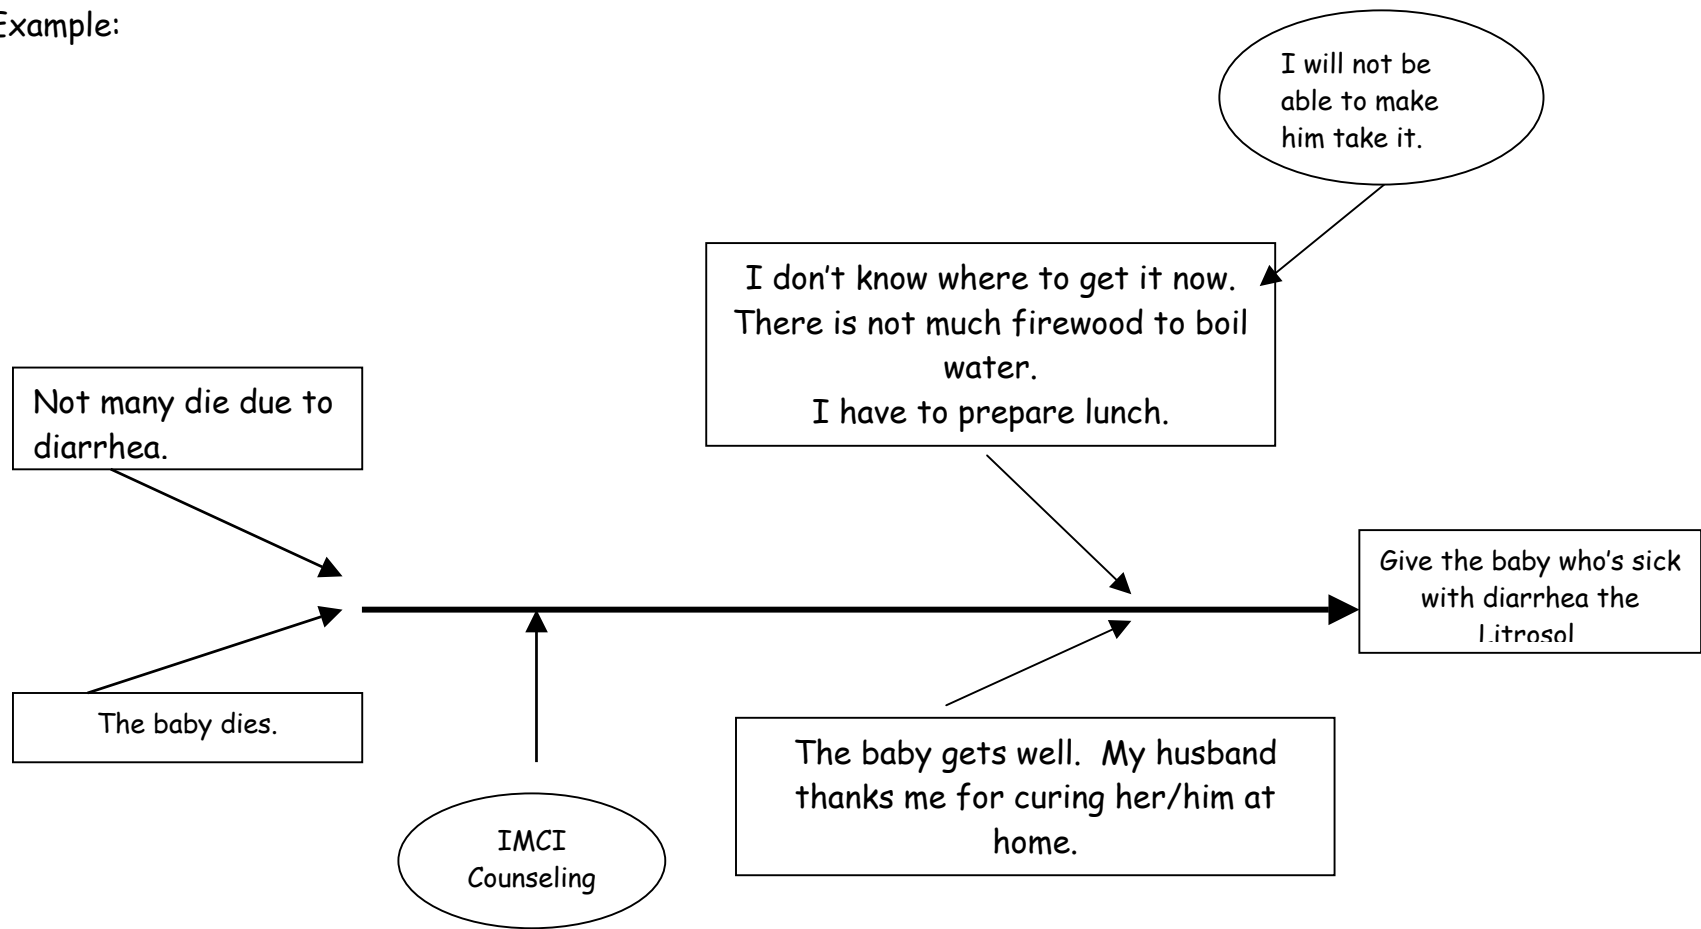 Example:
I will not be
able to make
him take it.
I don't know where to get it now.
There is not much firewood to boil
water.
I have to prepare lunch.
Not many die due to
diarrhea.
Give the baby who's sick
with diarrhea the
Litrosol
The baby dies.
The baby gets well.  My husband
thanks me for curing her/him at
home.
IMCI
Counseling